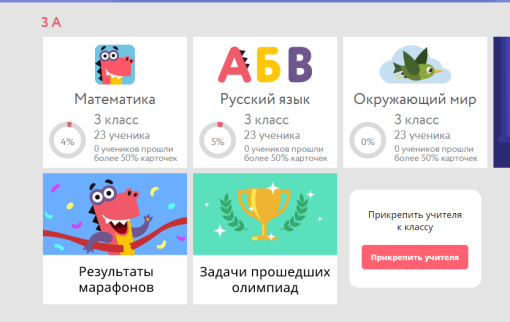 3 А
АБВ
Математика
3 класс
23 ученика
4%
0 учеников прошли
более 50% карточек
Русский язык
3 класс
23 ученика
5%
0 учеников прошли
более 50% карточек
Окружающий мир
3 класс
23 ученика
0%
0 учеников прошли
более 50% карточек
Результаты
марафонов
Задачи прошедших
олимпиад
Прикрепить учителя
к классу
Прикрепить учителя